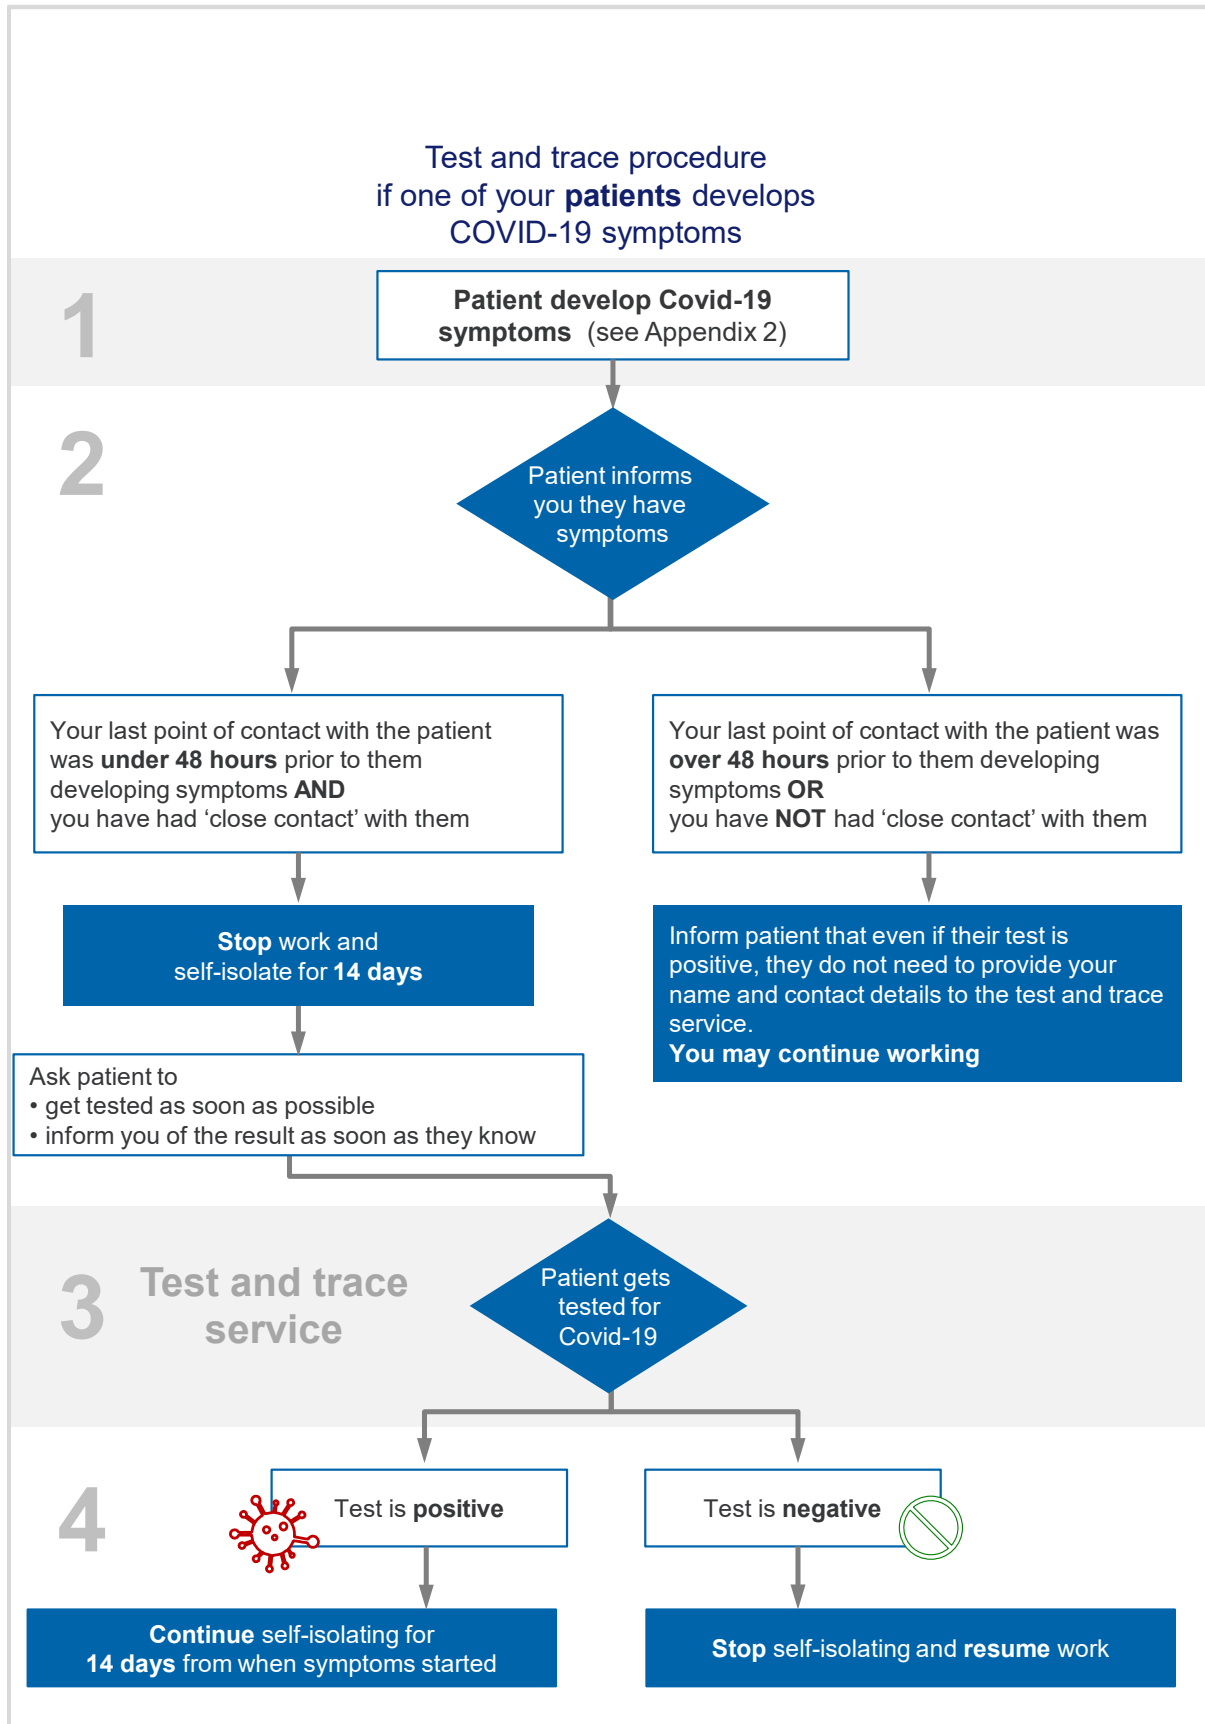 Test and trace procedure
if one of your patients develops
COVID-19 symptoms
1
Patient develop Covid-19
symptoms (see Appendix 2)
2
Patient informs
you they have
symptoms
Your last point of contact with the patient
was under 48 hours prior to them
developing symptoms AND
you have had ‘close contact’ with them
Your last point of contact with the patient was
over 48 hours prior to them developing
symptoms OR
you have NOT had ‘close contact’ with them
Stop work and
self-isolate for 14 days
Inform patient that even if their test is
positive, they do not need to provide your
name and contact details to the test and trace
service.
You may continue working
Ask patient to
• get tested as soon as possible
• inform you of the result as soon as they know
3
Test and trace
service
Patient gets
tested for
Covid-19
4
Test is positive
Test is negative
Continue self-isolating for
14 days from when symptoms started
Stop self-isolating and resume work